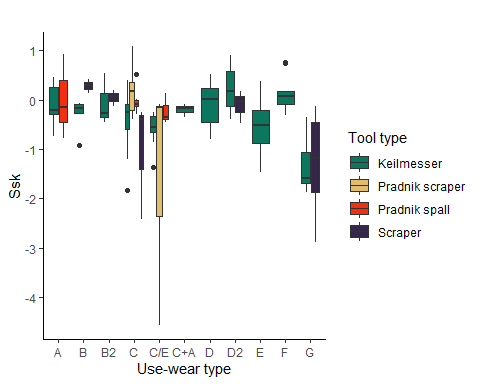 Ssk
1
0
-1
-2
-3
-4
A B B2 C C/E C+A D D2 E F G
Use-wear type
Tool type
Keilmesser
Pradnik scraper
Pradnik spall
Scraper